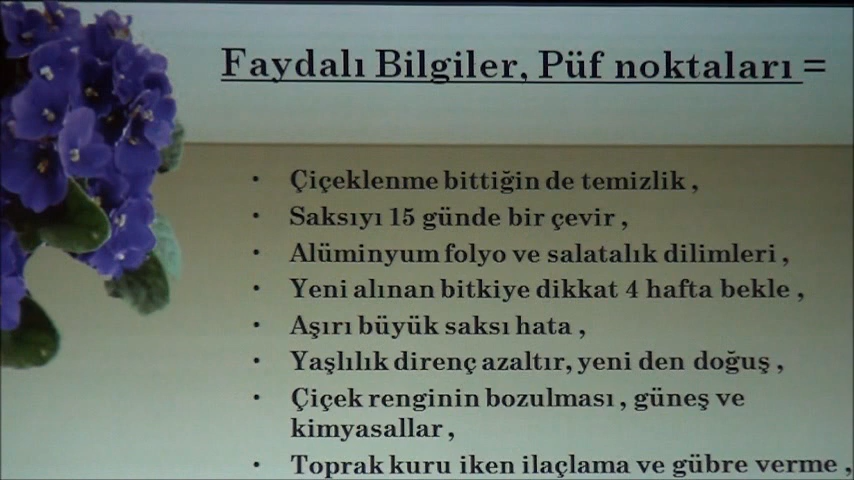 Faydalı Bilgiler, Püf noktaları =
• Çiçeklenme bittiğin de temizlik ,
• Saksıyı 15 günde bir çevir ,
• Alüminyum folyo ve salatalık dilimleri ,
• Yeni alınan bitkiye dikkat 4 hafta bekle ,
• Aşırı büyük saksı hata ,
• Yaşlılık direnç azaltır, yeni den doğuş ,
• Çiçek renginin bozulması , güneş ve
kimyasallar ,
• Toprak kuru iken ilaçlama ve gübre verme ,